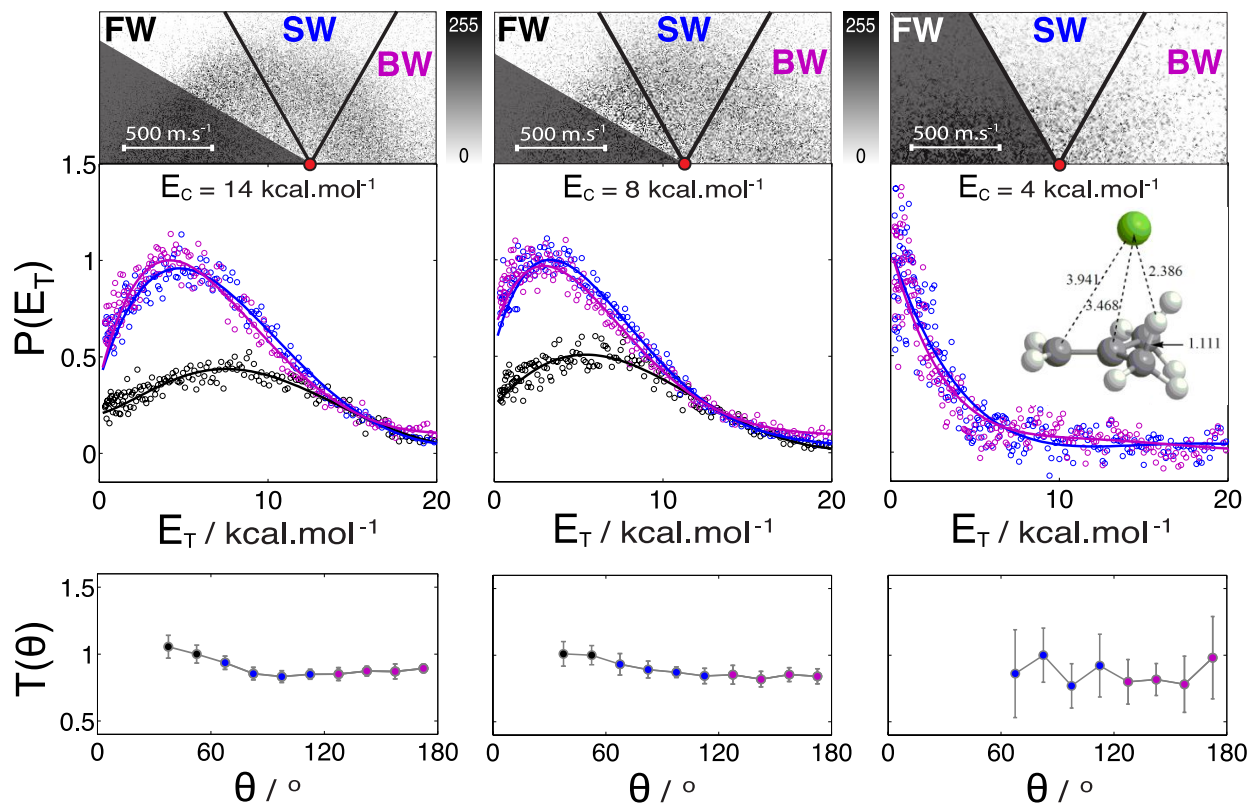 FW SW BW 255 FW SW BW 255 FW SW BW
500 m.s⁻¹ 0 500 m.s⁻¹ 0 500 m.s⁻¹
E_C = 14 kcal.mol⁻¹ E_C = 8 kcal.mol⁻¹ E_C = 4 kcal.mol⁻¹
1.5
1
0.5
0
P(E_T)
3.941 2.386
3.468
1.111
0 10 20 0 10 20 0 10 20
E_T / kcal.mol⁻¹ E_T / kcal.mol⁻¹ E_T / kcal.mol⁻¹
1.5
1
0.5
T(θ)
0 60 120 180 0 60 120 180 0 60 120 180
θ / º θ / º θ / º